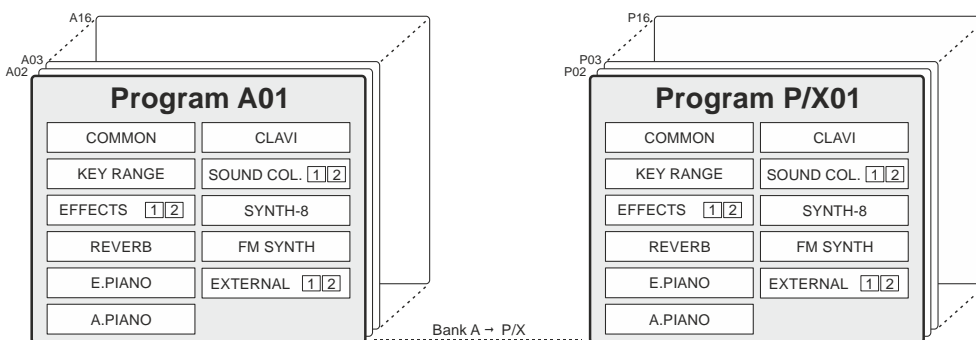 A16
A03
A02
Program A01
COMMON CLAVI
KEY RANGE SOUND COL. 1 2
EFFECTS 1 2 SYNTH-8
REVERB FM SYNTH
E.PIANO EXTERNAL 1 2
A.PIANO
Bank A → P/X
P16
P03
P02
Program P/X01
COMMON CLAVI
KEY RANGE SOUND COL. 1 2
EFFECTS 1 2 SYNTH-8
REVERB FM SYNTH
E.PIANO EXTERNAL 1 2
A.PIANO